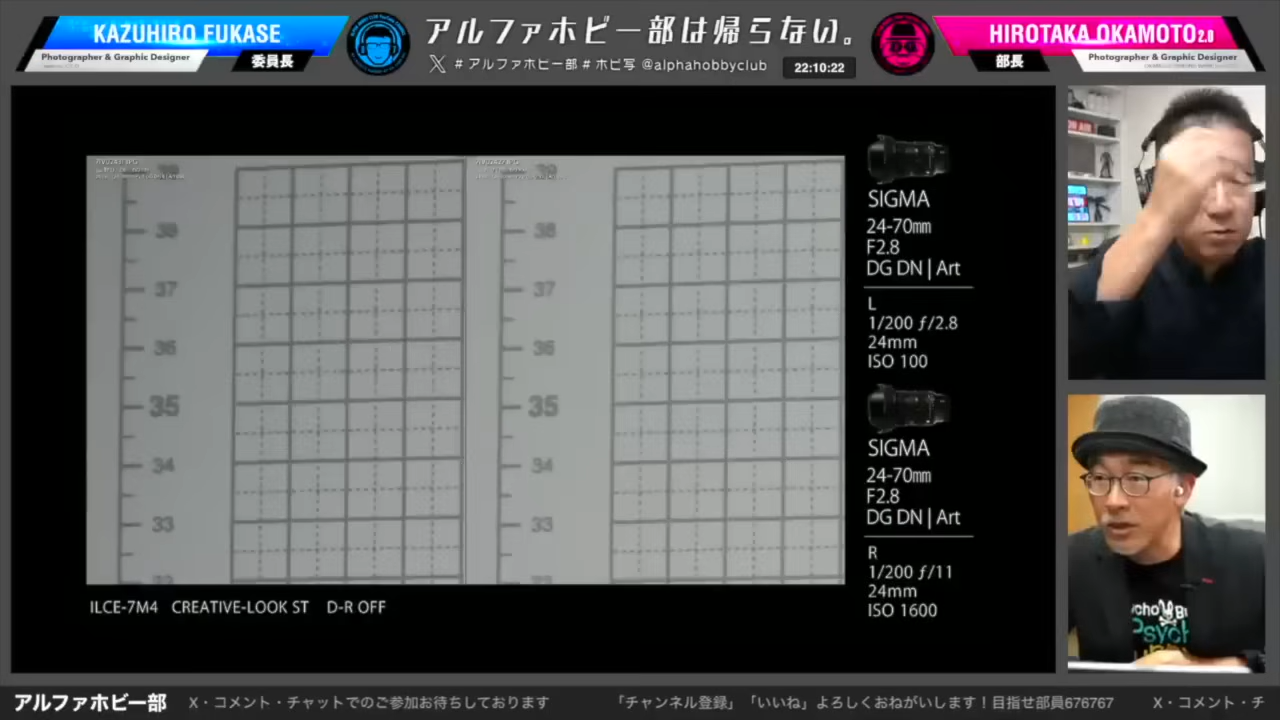 KAZUHIRO FUKASE
Photographer & Graphic Designer
委員長
アルファホビー部は帰らない。
X #アルファホビー部 #ホビ写 @alphahobbyclub
22:10:22
HIROTAKA OKAMOTO2.0
部長
Photographer & Graphic Designer
38
37
36
35
34
33
39
38
37
36
35
34
33
SIGMA
24-70mm
F2.8
DG DN | Art
L
1/200 ƒ/2.8
24mm
ISO 100
SIGMA
24-70mm
F2.8
DG DN | Art
R
1/200 ƒ/11
24mm
ISO 1600
ILCE-7M4 CREATIVE-LOOK ST D-R OFF
ON AIR
Psych
アルファホビー部
X・コメント・チャットでのご参加お待ちしております
「チャンネル登録」「いいね」よろしくおねがいします！目指せ部員676767
X・コメント・チ